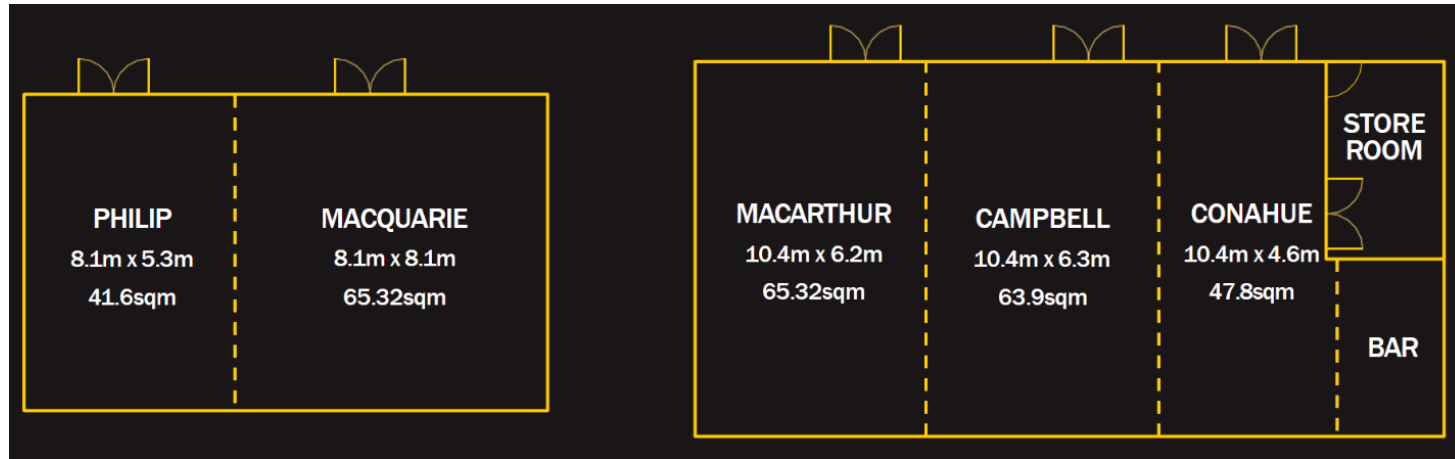 PHILIP
8.1m x 5.3m
41.6sqm
MACQUARIE
8.1m x 8.1m
65.32sqm
MACARTHUR
10.4m x 6.2m
65.32sqm
CAMPBELL
10.4m x 6.3m
63.9sqm
CONAHUE
10.4m x 4.6m
47.8sqm
STORE
ROOM
BAR